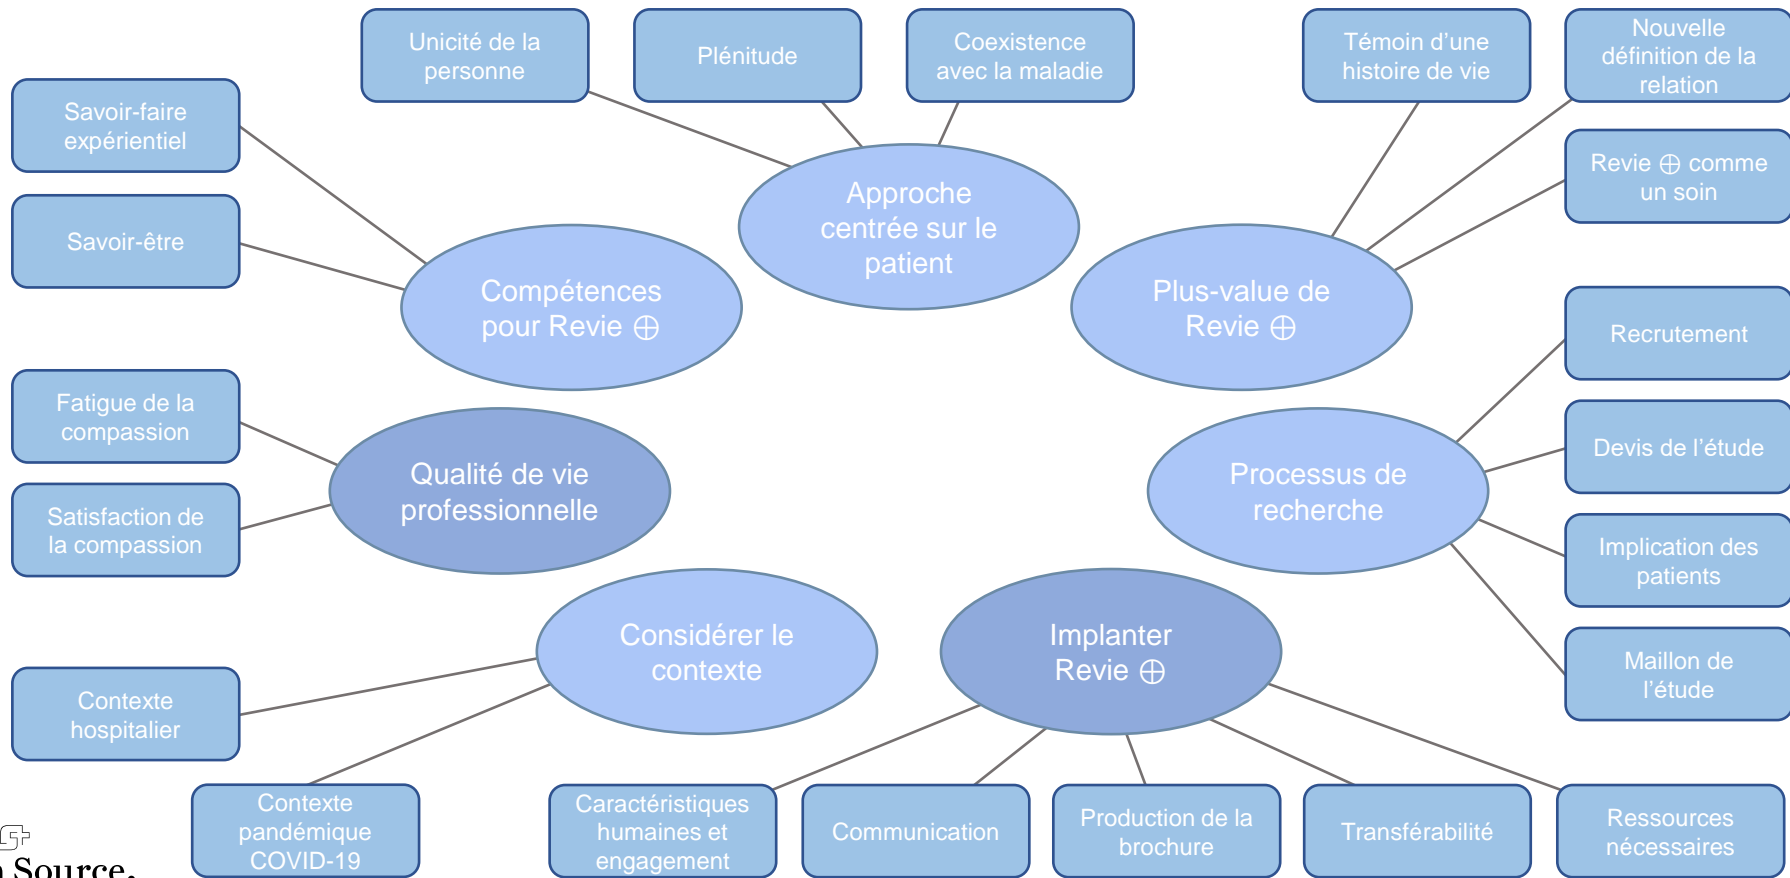 Unicité de la
personne
Plénitude
Coexistence
avec la maladie
Témoin d'une
histoire de vie
Nouvelle
définition de la
relation
Savoir-faire
expérientiel
Revie ⊕ comme
un soin
Savoir-être
Approche
centrée sur le
patient
Compétences
pour Revie ⊕
Plus-value de
Revie ⊕
Recrutement
Fatigue de la
compassion
Devis de l'étude
Qualité de vie
professionnelle
Processus de
recherche
Satisfaction de
la compassion
Implication des
patients
Considérer le
contexte
Implanter
Revie ⊕
Maillon de
l'étude
Contexte
hospitalier
Contexte
pandémique
COVID-19
Caractéristiques
humaines et
engagement
Communication
Production de la
brochure
Transférabilité
Ressources
nécessaires
Source.